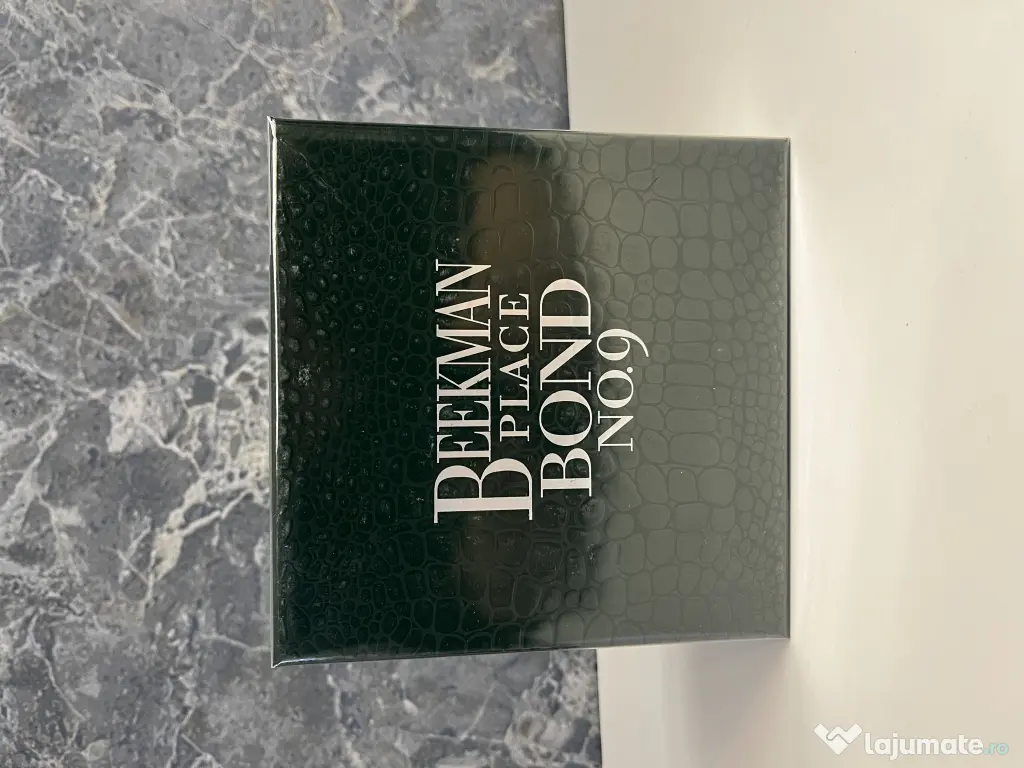 BEEKMAN
PLACE
BOND
NO.9
lajumate.ro